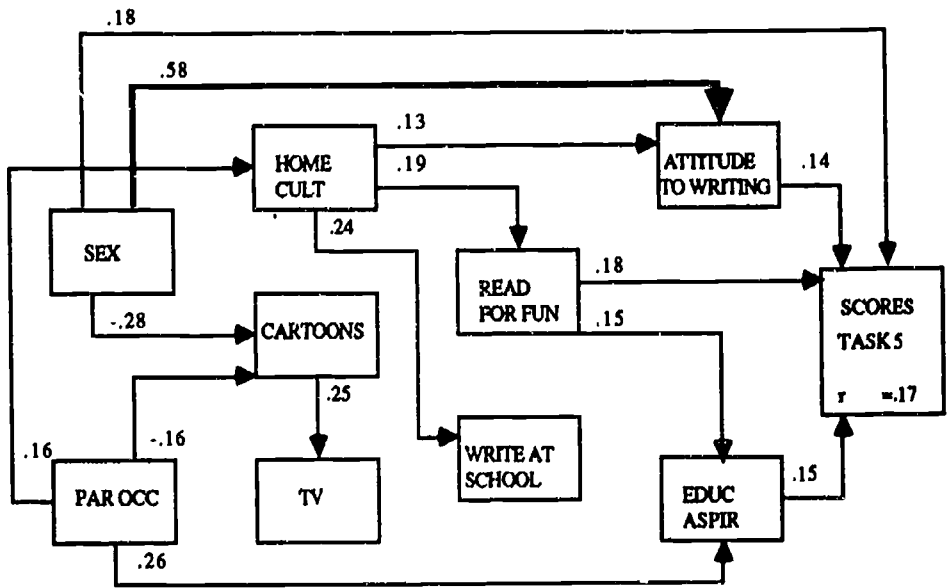 .18
.58
.13
HOME
CULT
.19
ATTITUDE
TO WRITING
.14
.24
SEX
READ
FOR FUN
.18
SCORES
TASK 5
r =.17
-.28
CARTOONS
.15
.25
-.16
.16
WRITE AT
SCHOOL
PAR OCC
TV
EDUC
ASPIR
.15
.26